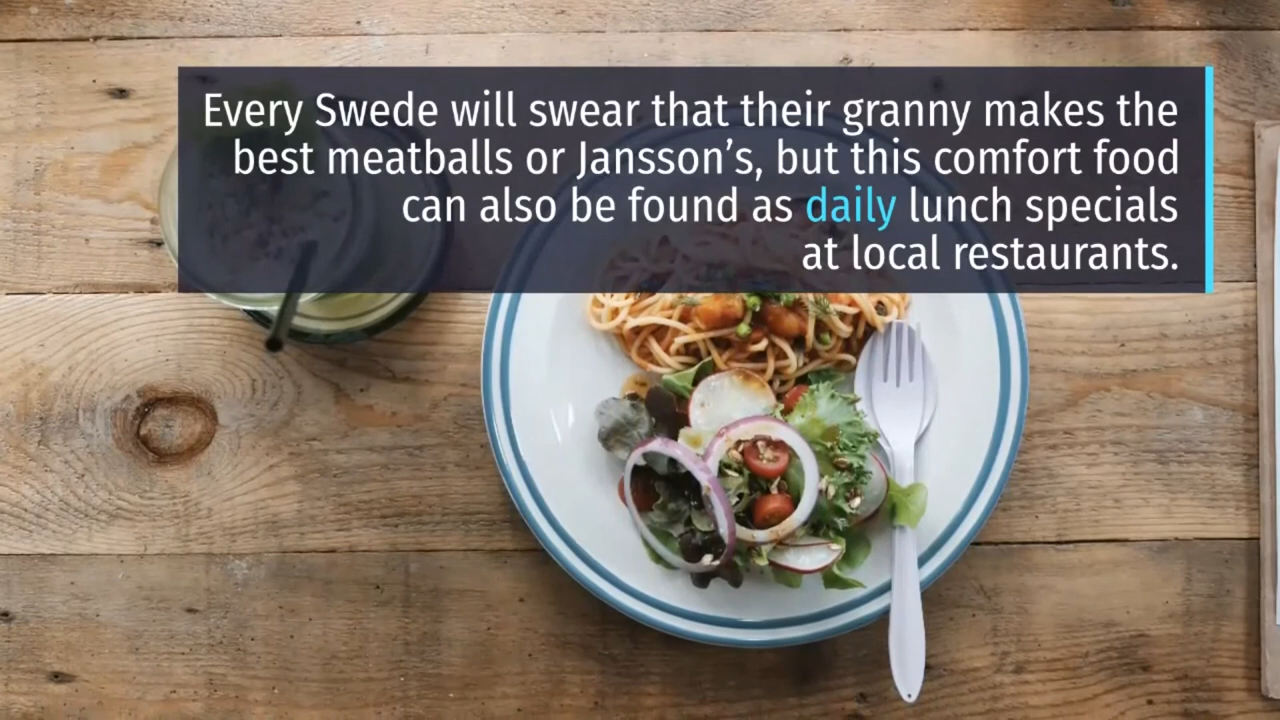 Every Swede will swear that their granny makes the
best meatballs or Jansson’s, but this comfort food
can also be found as daily lunch specials
at local restaurants.